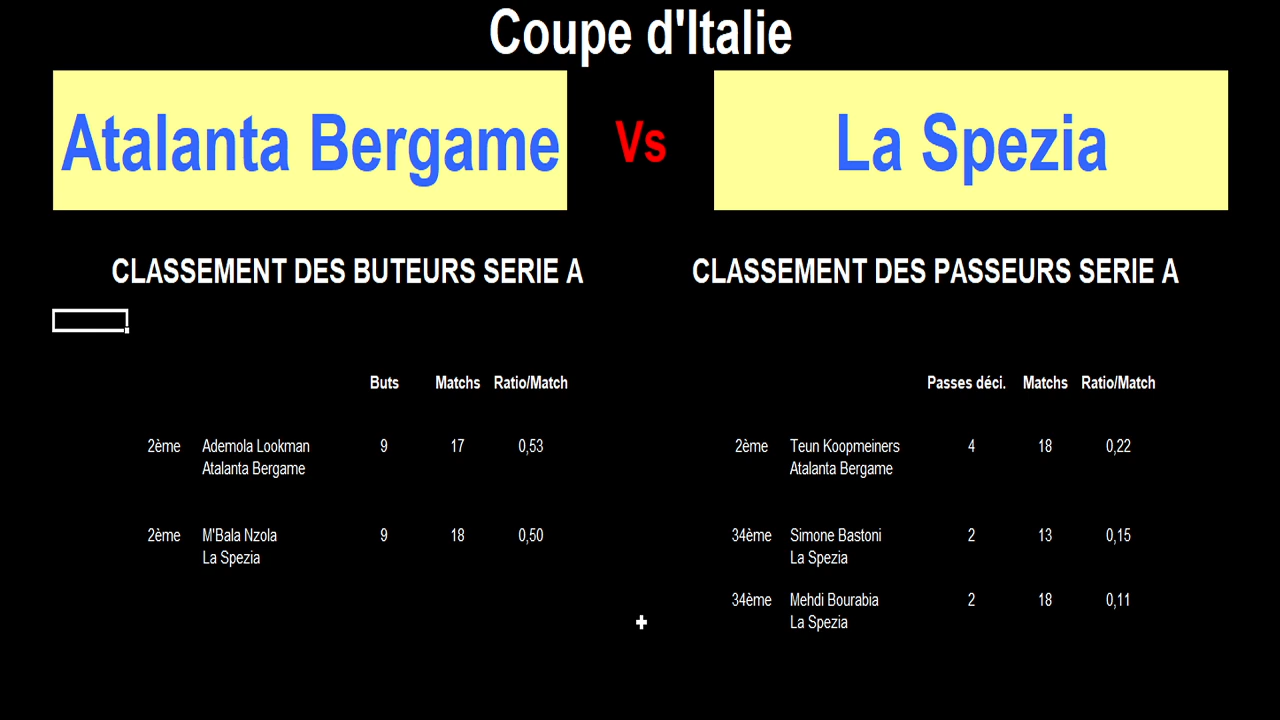 Coupe d'Italie
Atalanta Bergame Vs La Spezia
CLASSEMENT DES BUTEURS SERIE A
Buts Matchs Ratio/Match
2ème Ademola Lookman 9 17 0,53
Atalanta Bergame
2ème M'Bala Nzola 9 18 0,50
La Spezia
CLASSEMENT DES PASSEURS SERIE A
Passes déci. Matchs Ratio/Match
2ème Teun Koopmeiners 4 18 0,22
Atalanta Bergame
34ème Simone Bastoni 2 13 0,15
La Spezia
34ème Mehdi Bourabia 2 18 0,11
La Spezia